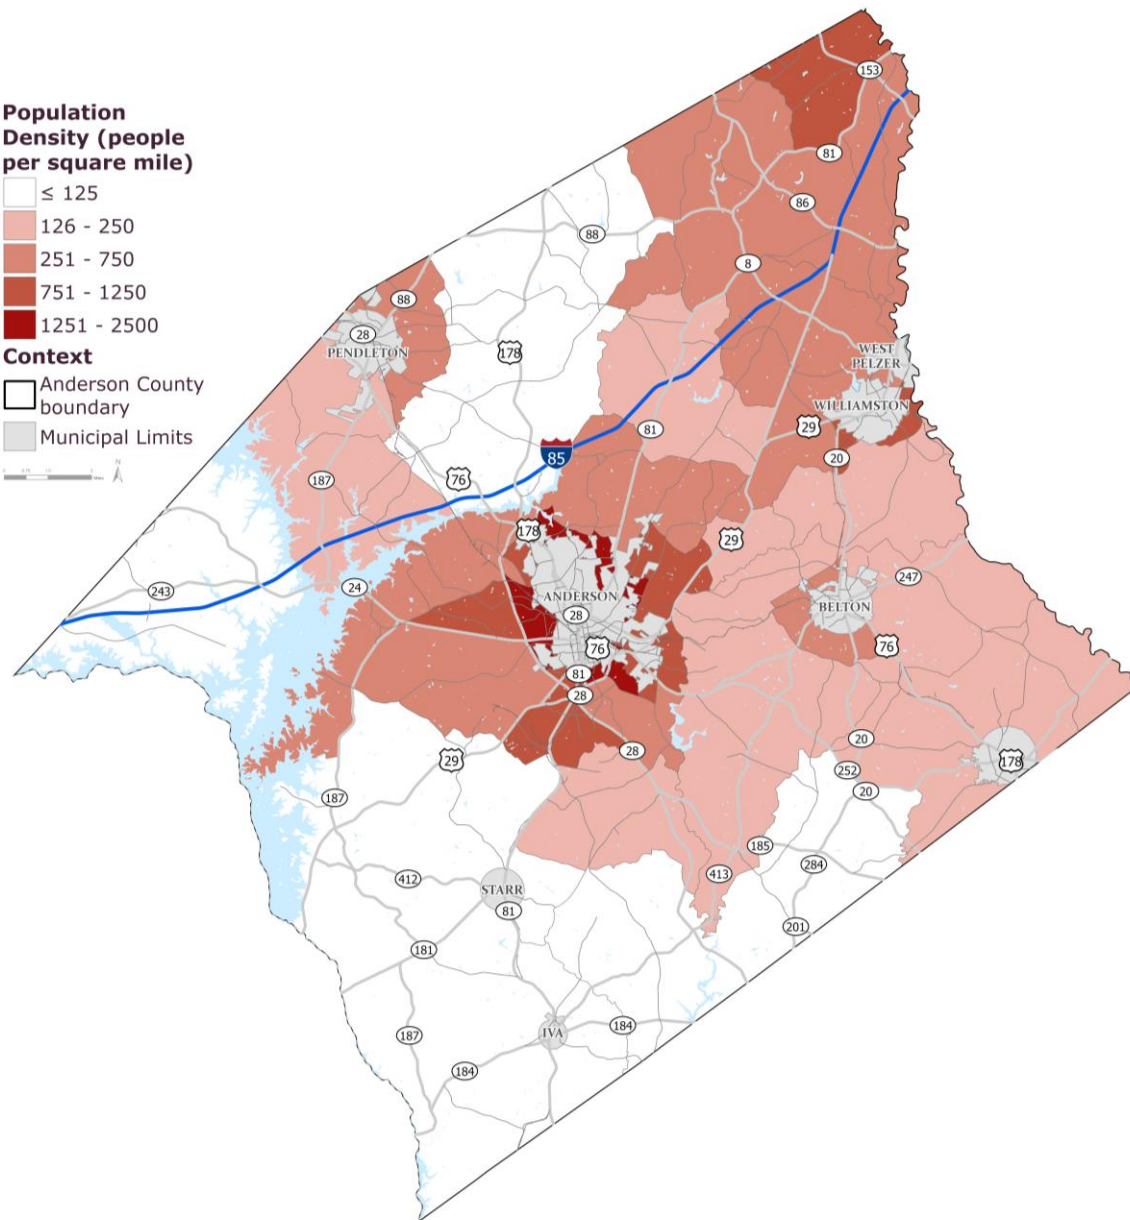 Population
Density (people
per square mile)
≤ 125
126 - 250
251 - 750
751 - 1250
1251 - 2500
Context
Anderson County
boundary
Municipal Limits
N
153
81
86
88
8
88
28
PENDLETON
178
WEST
PELZER
WILLIAMSTON
29
81
20
85
76
187
178
29
247
243
24
ANDERSON
28
BELTON
76
76
81
28
28
20
29
178
252
20
187
185
284
413
412
STARR
81
201
181
184
IVA
187
184